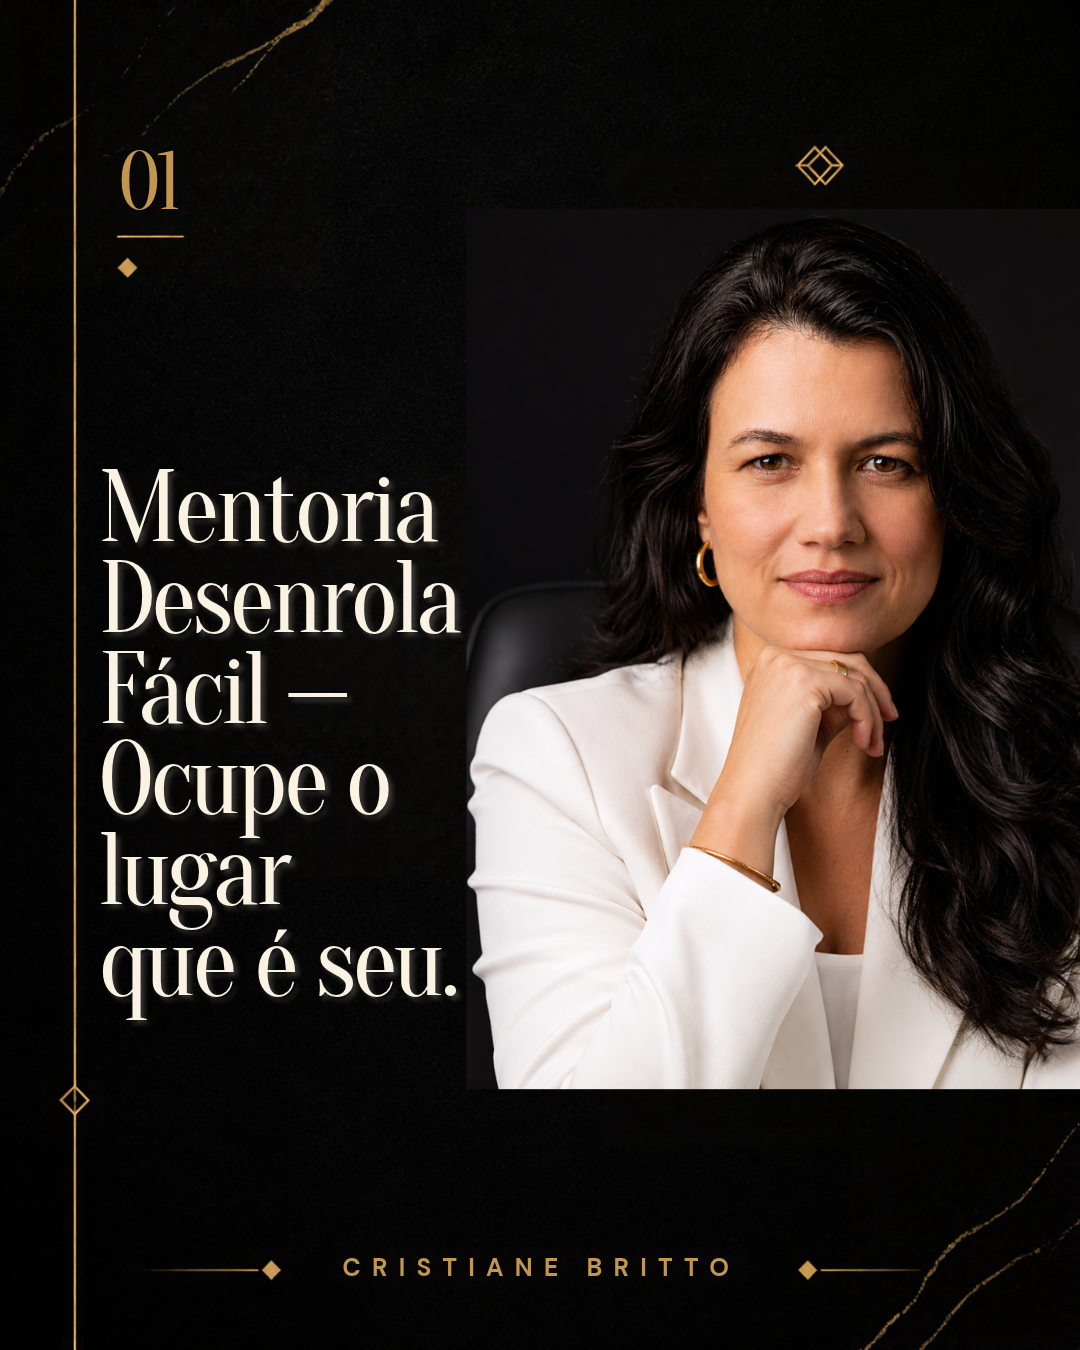 01
Mentoria
Desenrola
Fácil —
Ocupe o
lugar
que é seu.
CRISTIANE BRITTO